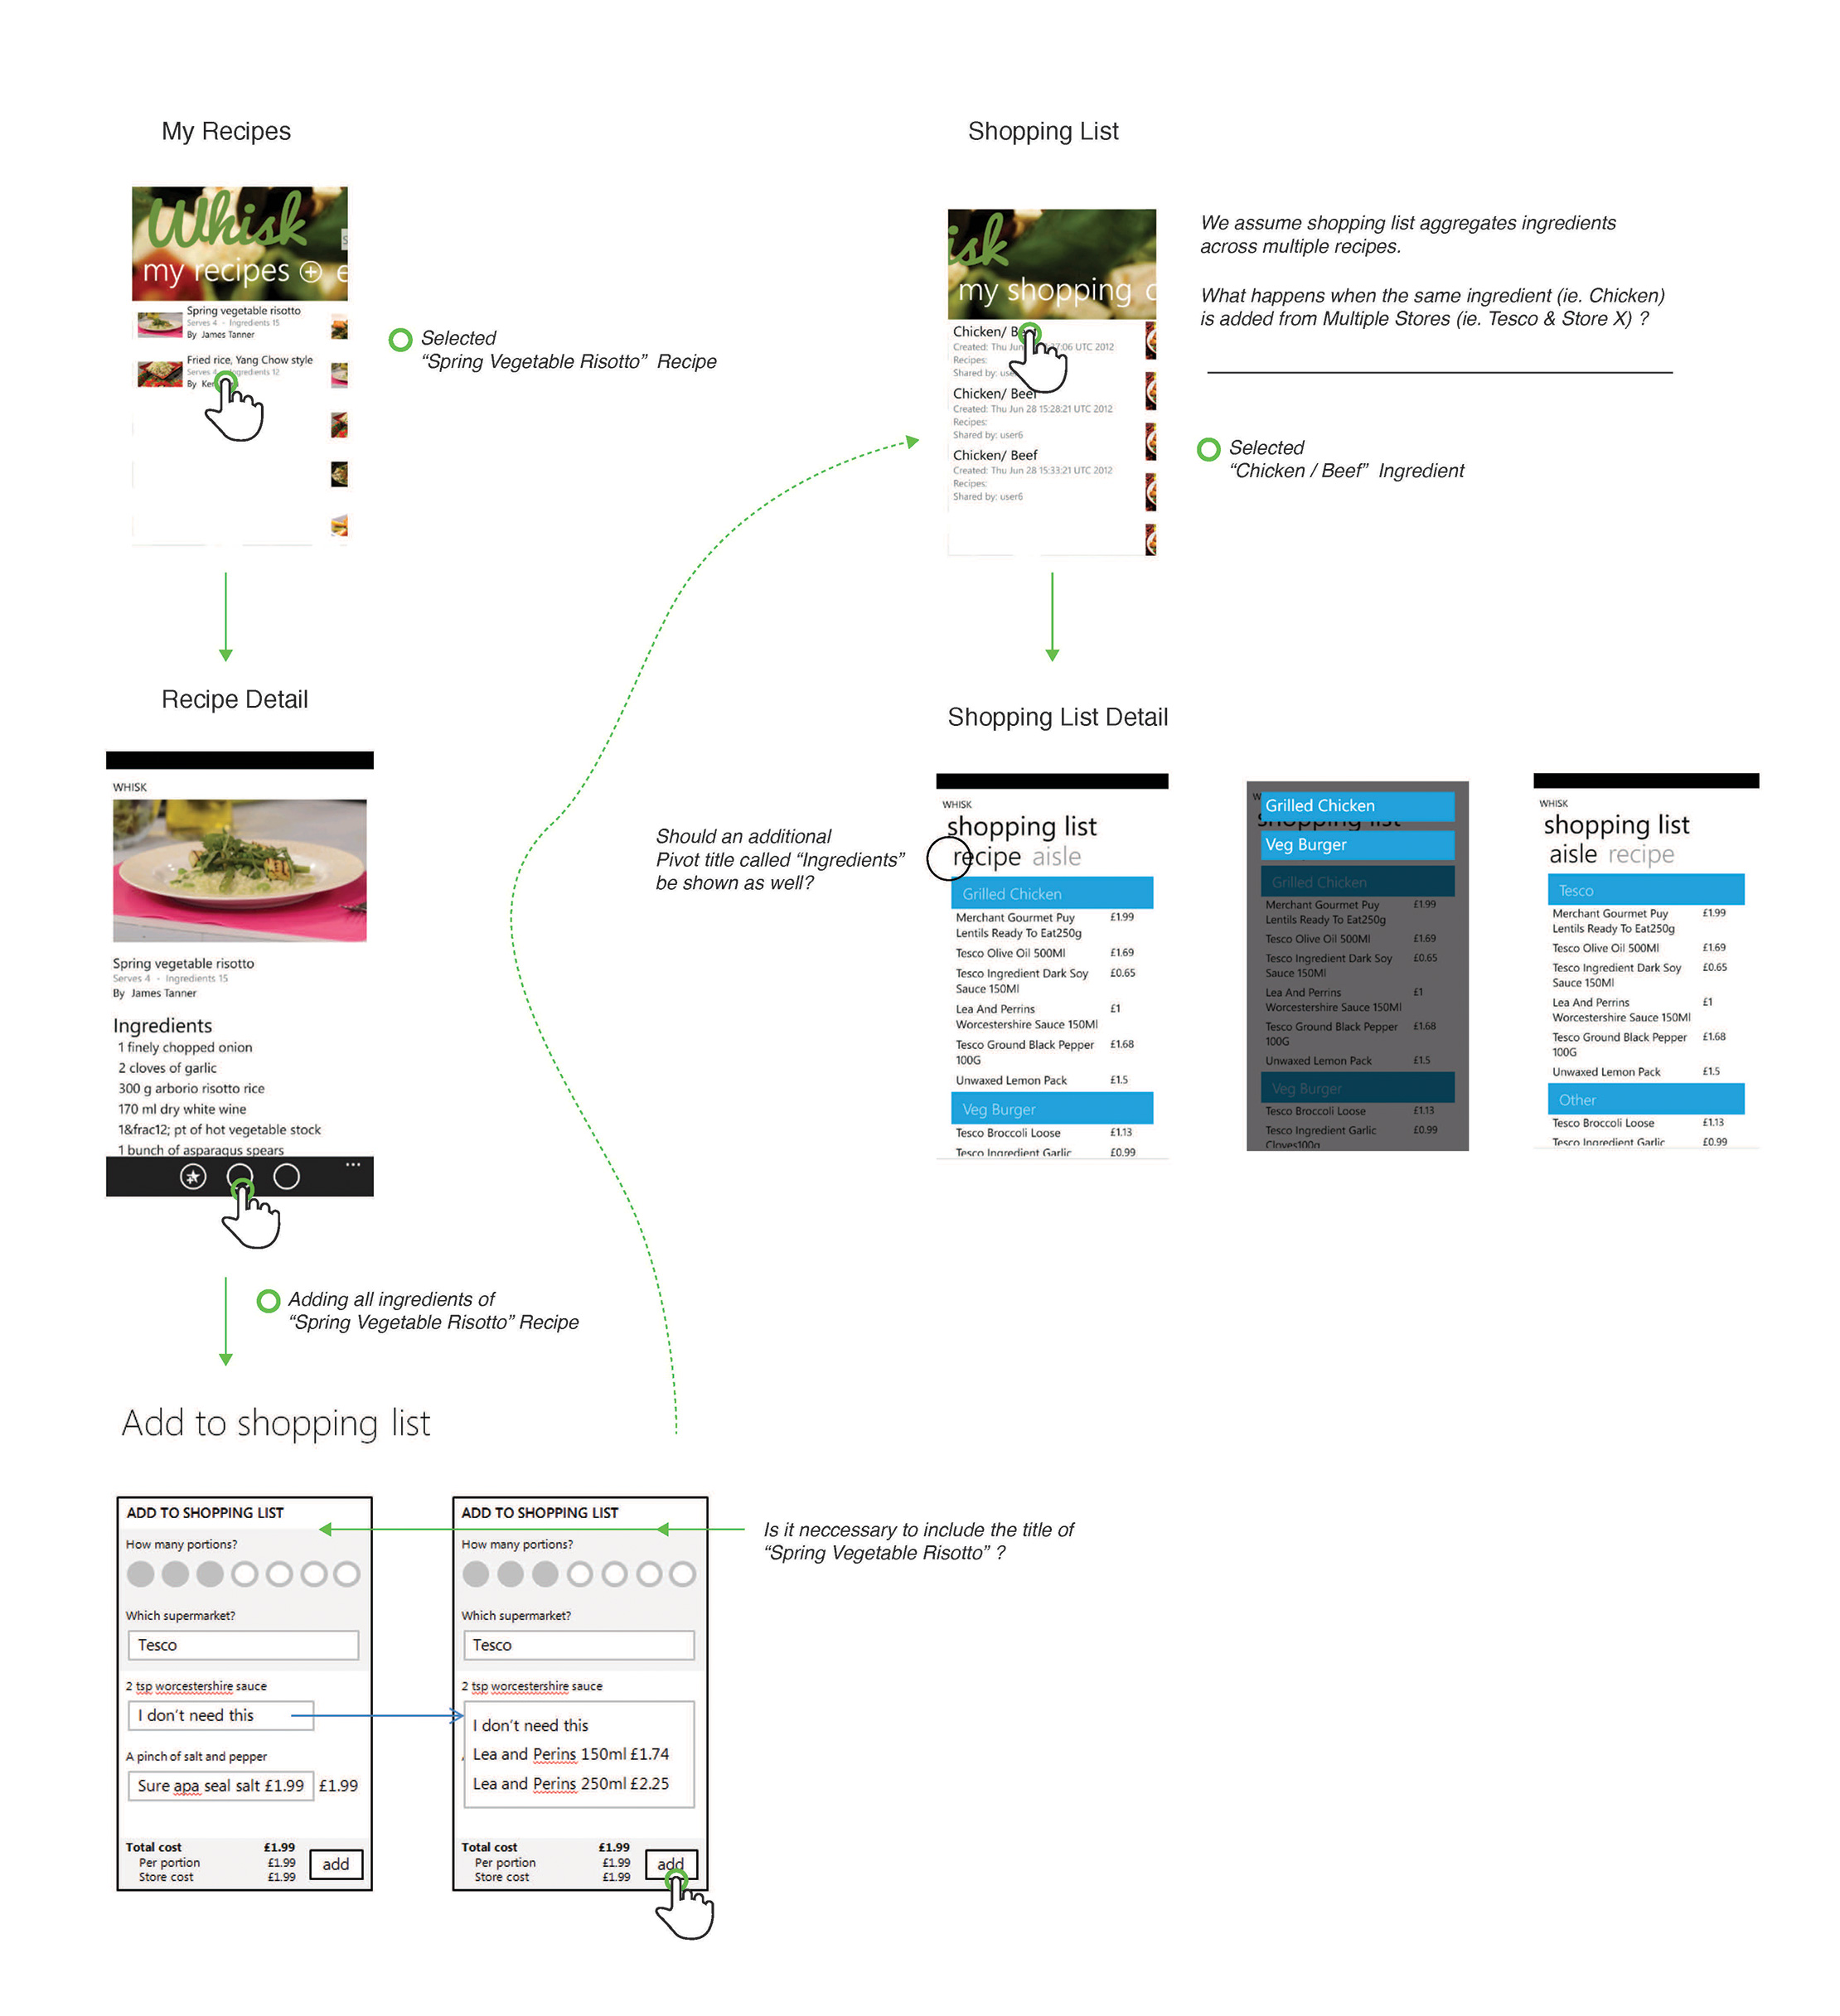 My Recipes
Whisk
my recipes
e
Spring vegetable risotto
Serves 4 - Ingredients 15
By James Tanner
Fried rice, Yang Chow style
Serves 4 Ingredients 12
By
Selected
“Spring Vegetable Risotto” Recipe
Recipe Detail
WHISK
Spring vegetable risotto
Serves 4 - Ingredients 15
By James Tanner
Ingredients
1 finely chopped onion
2 cloves of garlic
300 g arborio risotto rice
170 ml dry white wine
1&frac12; pt of hot vegetable stock
1 bunch of asparagus spears
Adding all ingredients of
“Spring Vegetable Risotto” Recipe
Add to shopping list
ADD TO SHOPPING LIST
How many portions?
Which supermarket?
Tesco
2 tsp worcestershire sauce
I don't need this
A pinch of salt and pepper
Sure apa seal salt £1.99 £1.99
Total cost £1.99
Per portion £1.99
Store cost £1.99
add
ADD TO SHOPPING LIST
How many portions?
Which supermarket?
Tesco
2 tsp worcestershire sauce
I don't need this
Lea and Perins 150ml £1.74
Lea and Perins 250ml £2.25
Total cost £1.99
Per portion £1.99
Store cost £1.99
add
Is it neccessary to include the title of
“Spring Vegetable Risotto” ?
Shopping List
isk
my shopping
Chicken/ Beef
Created: Thu Jun 37:06 UTC 2012
Recipes:
Shared by:
Chicken/ Beef
Created: Thu Jun 28 15:28:21 UTC 2012
Recipes:
Shared by: user6
Chicken/ Beef
Created: Thu Jun 28 15:33:21 UTC 2012
Recipes:
Shared by: user6
We assume shopping list aggregates ingredients
across multiple recipes.
What happens when the same ingredient (ie. Chicken)
is added from Multiple Stores (ie. Tesco & Store X) ?
Selected
“Chicken / Beef” Ingredient
Shopping List Detail
Should an additional
Pivot title called “Ingredients”
be shown as well?
WHISK
shopping list
recipe aisle
Grilled Chicken
Merchant Gourmet Puy £1.99
Lentils Ready To Eat250g
Tesco Olive Oil 500Ml £1.69
Tesco Ingredient Dark Soy £0.65
Sauce 150Ml
Lea And Perrins £1
Worcestershire Sauce 150Ml
Tesco Ground Black Pepper £1.68
100G
Unwaxed Lemon Pack £1.5
Veg Burger
Tesco Broccoli Loose £1.13
Tesco Ingredient Garlic £0.99
Grilled Chicken
shopping list
Veg Burger
Grilled Chicken
Merchant Gourmet Puy £1.99
Lentils Ready To Eat250g
Tesco Olive Oil 500Ml £1.69
Tesco Ingredient Dark Soy £0.65
Sauce 150Ml
Lea And Perrins £1
Worcestershire Sauce 150Ml
Tesco Ground Black Pepper £1.68
100G
Unwaxed Lemon Pack £1.5
Veg Burger
Tesco Broccoli Loose £1.13
Tesco Ingredient Garlic £0.99
Cloves100g
WHISK
shopping list
aisle recipe
Tesco
Merchant Gourmet Puy £1.99
Lentils Ready To Eat250g
Tesco Olive Oil 500Ml £1.69
Tesco Ingredient Dark Soy £0.65
Sauce 150Ml
Lea And Perrins £1
Worcestershire Sauce 150Ml
Tesco Ground Black Pepper £1.68
100G
Unwaxed Lemon Pack £1.5
Other
Tesco Broccoli Loose £1.13
Tesco Ingredient Garlic £0.99